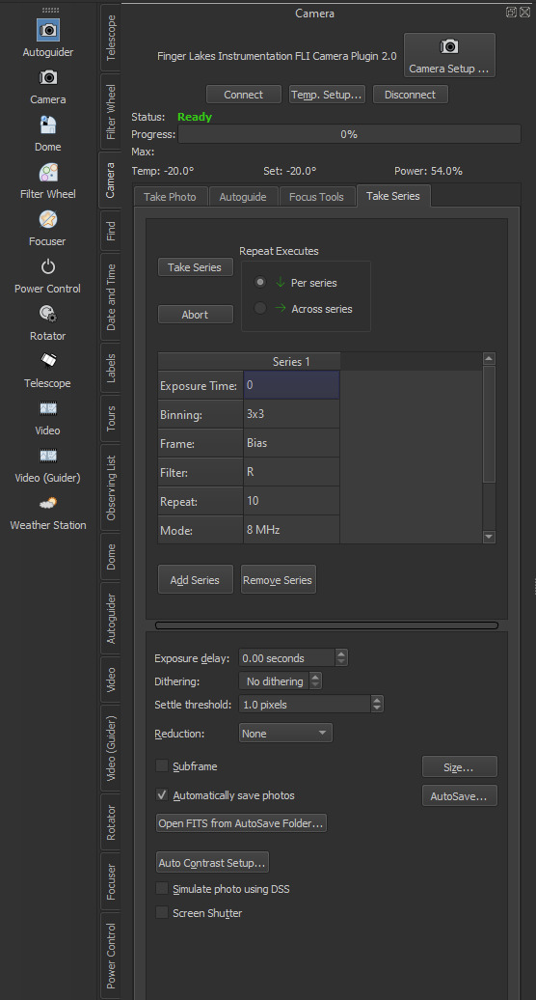 Camera
Autoguider
Camera
Dome
Filter Wheel
Focuser
Power Control
Rotator
Telescope
Video
Video (Guider)
Weather Station
Telescope
Filter Wheel
Camera
Find
Date and Time
Labels
Tours
Observing List
Dome
Autoguider
Video
Video (Guider)
Rotator
Focuser
Power Control
Finger Lakes Instrumentation FLI Camera Plugin 2.0
Camera Setup ...
Connect
Temp. Setup...
Disconnect
Status: Ready
Progress: 0%
Max:
Temp: -20.0° Set: -20.0° Power: 54.0%
Take Photo Autoguide Focus Tools Take Series
Repeat Executes
Take Series
Per series
Across series
Abort
Series 1
Exposure Time: 0
Binning: 3x3
Frame: Bias
Filter: R
Repeat: 10
Mode: 8 MHz
Add Series Remove Series
Exposure delay: 0.00 seconds
Dithering: No dithering
Settle threshold: 1.0 pixels
Reduction: None
Subframe Size...
Automatically save photos AutoSave...
Open FITS from AutoSave Folder...
Auto Contrast Setup...
Simulate photo using DSS
Screen Shutter